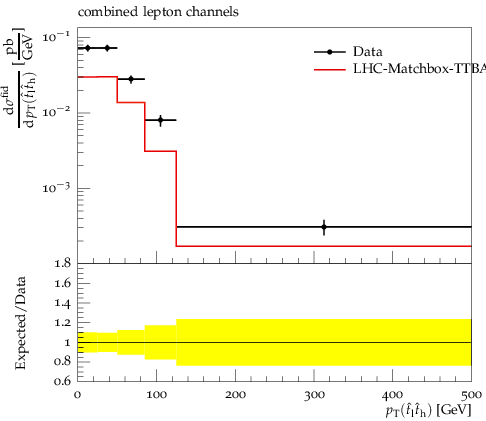 combined lepton channels
dσ^fid / dp_T(t̂_l t̂_h) [pb/GeV]
10⁻¹
10⁻²
10⁻³
Data
LHC-Matchbox-TTBA
Expected/Data
1.8
1.6
1.4
1.2
1
0.8
0.6
0 100 200 300 400 500
p_T(t̂_l t̂_h) [GeV]